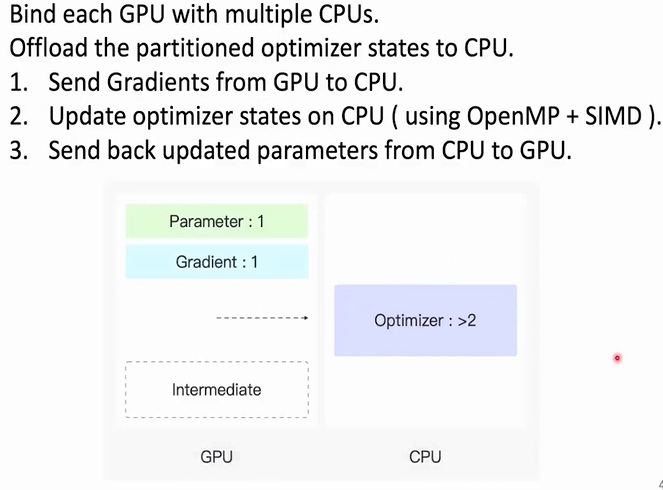 Bind each GPU with multiple CPUs.
Offload the partitioned optimizer states to CPU.
1. Send Gradients from GPU to CPU.
2. Update optimizer states on CPU ( using OpenMP + SIMD ).
3. Send back updated parameters from CPU to GPU.
Parameter : 1
Gradient : 1
Optimizer : >2
Intermediate
GPU CPU